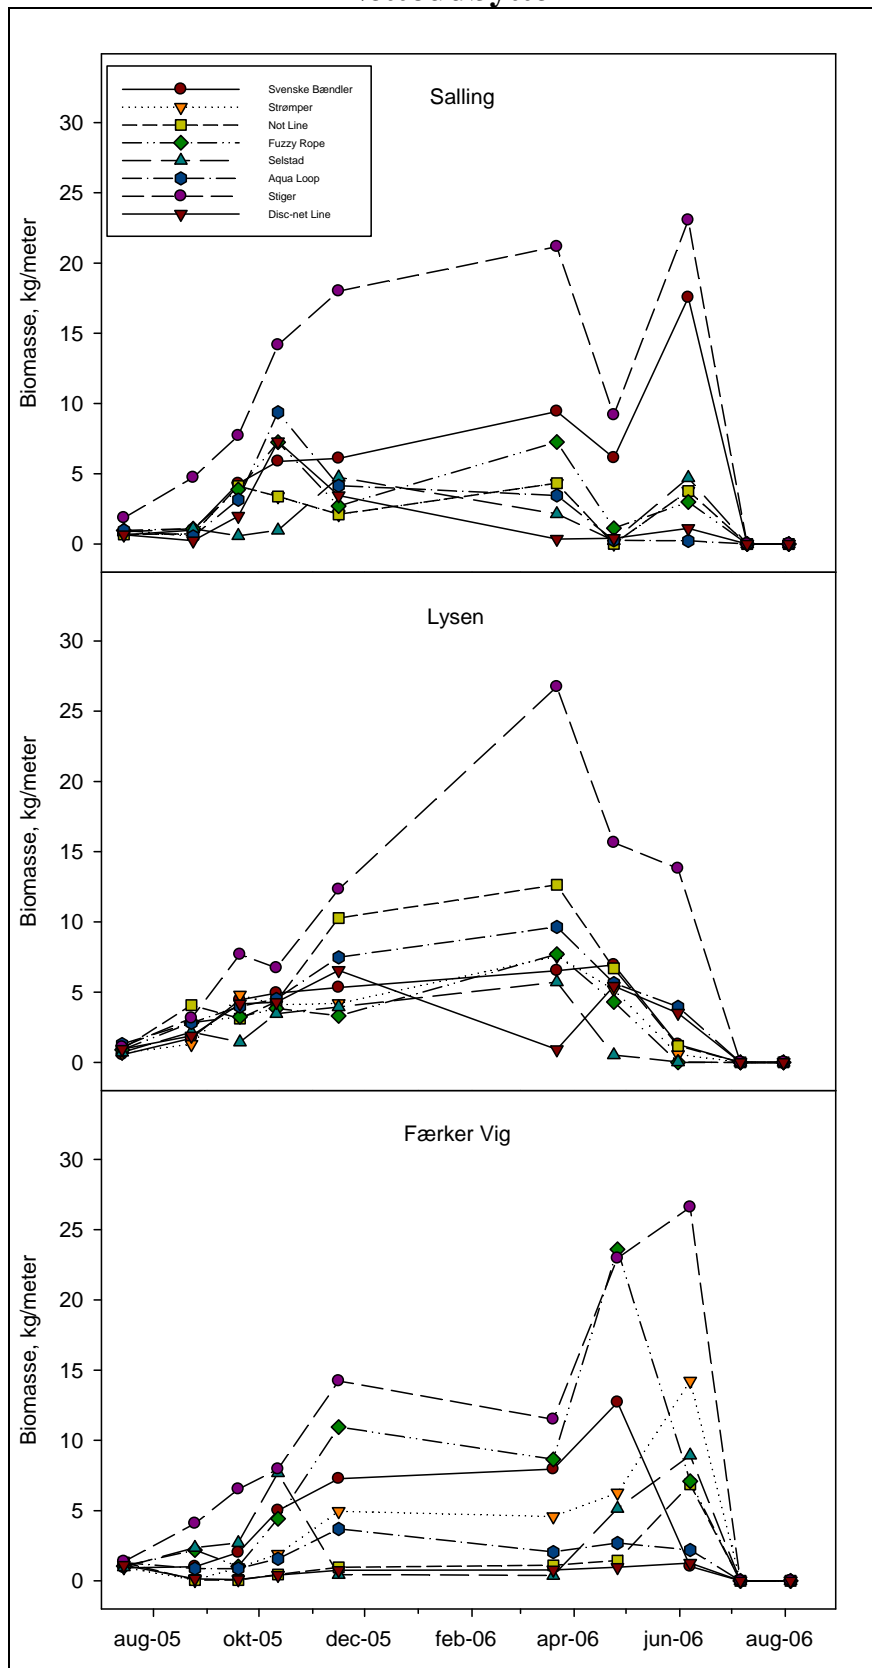 Salling
Svenske Bændler
Strømper
Not Line
Fuzzy Rope
Selstad
Aqua Loop
Stiger
Disc-net Line
Biomasse, kg/meter
30
25
20
15
10
5
0
Lysen
Biomasse, kg/meter
30
25
20
15
10
5
0
Færker Vig
Biomasse, kg/meter
30
25
20
15
10
5
0
aug-05 okt-05 dec-05 feb-06 apr-06 jun-06 aug-06